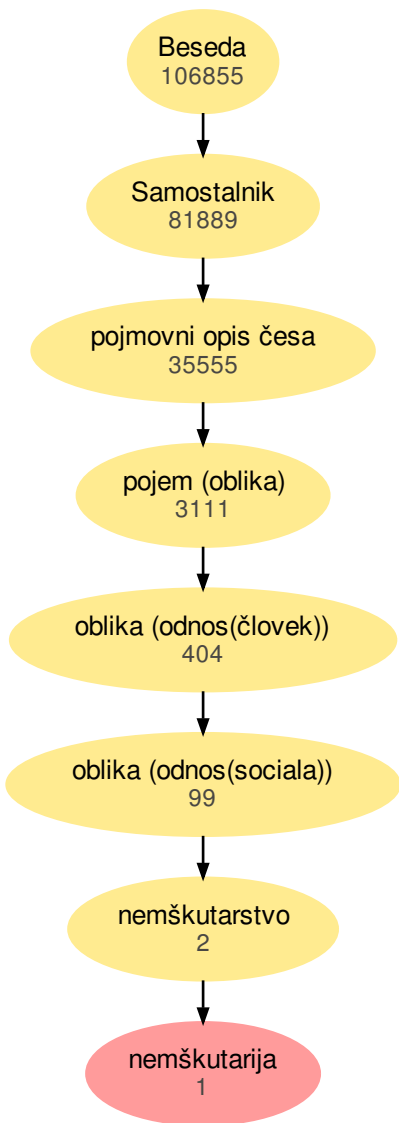 Beseda
106855
Samostalnik
81889
pojmovni opis česa
35555
pojem (oblika)
3111
oblika (odnos(človek))
404
oblika (odnos(sociala))
99
nemškutarstvo
2
nemškutarija
1